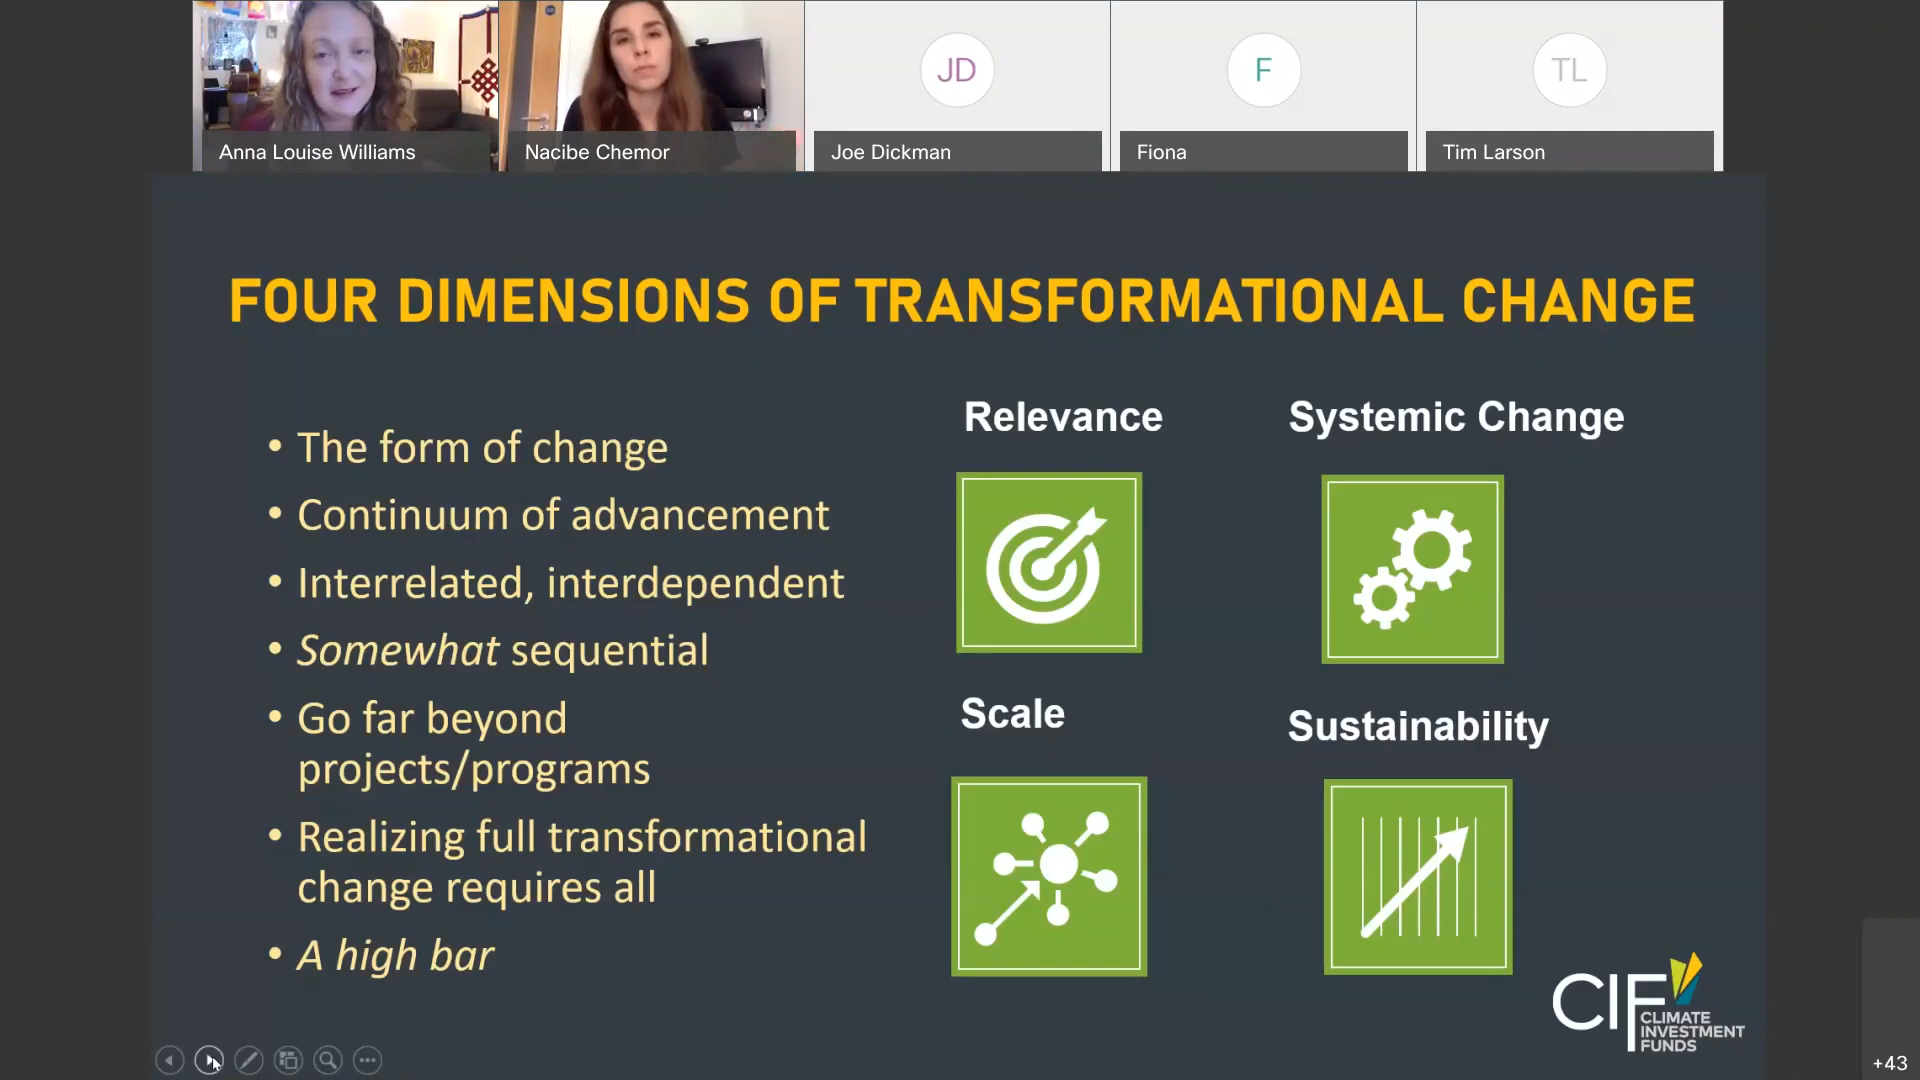 JD
F
TL
Anna Louise Williams
Nacibe Chemor
Joe Dickman
Fiona
Tim Larson
FOUR DIMENSIONS OF TRANSFORMATIONAL CHANGE
• The form of change
• Continuum of advancement
• Interrelated, interdependent
• Somewhat sequential
• Go far beyond
projects/programs
• Realizing full transformational
change requires all
• A high bar
Relevance
Systemic Change
Scale
Sustainability
CIF
CLIMATE
INVESTMENT
FUNDS
+43